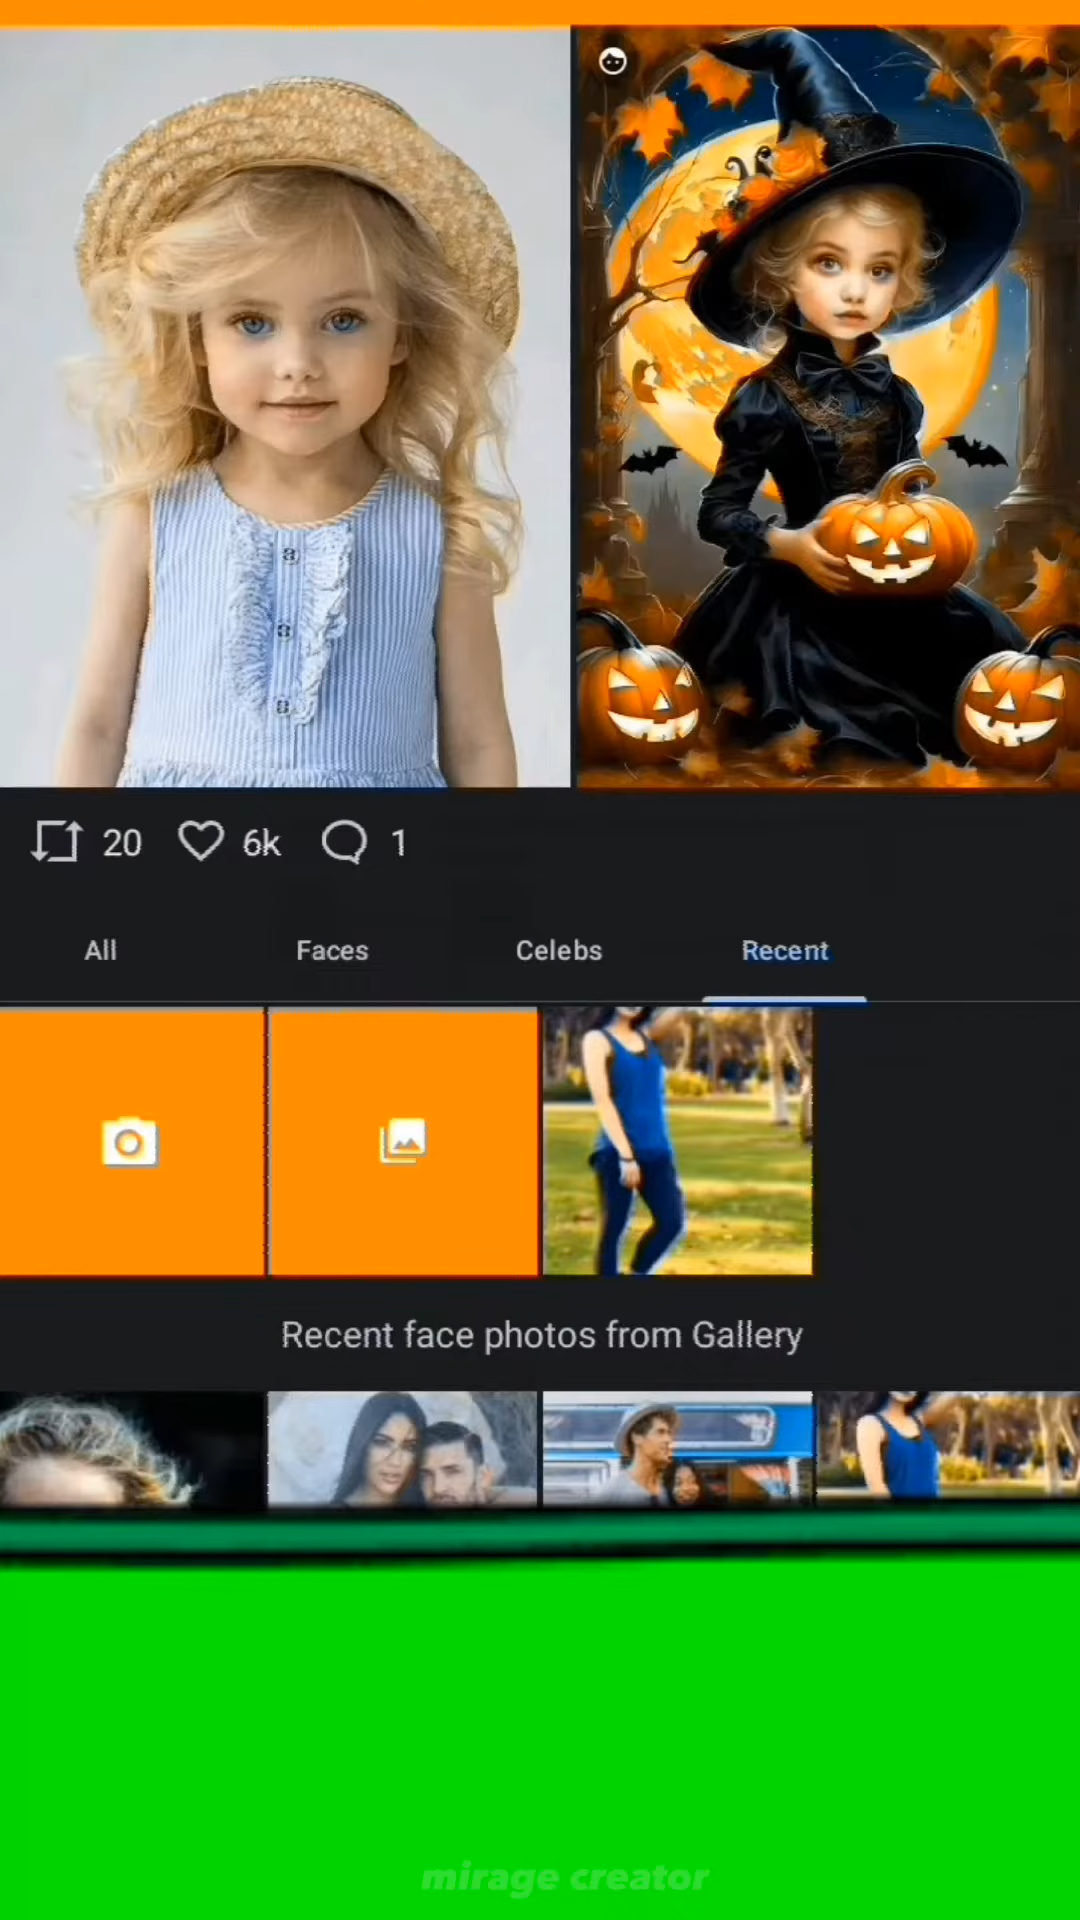 20 6k 1
All Faces Celebs Recent
Recent face photos from Gallery
mirage creator